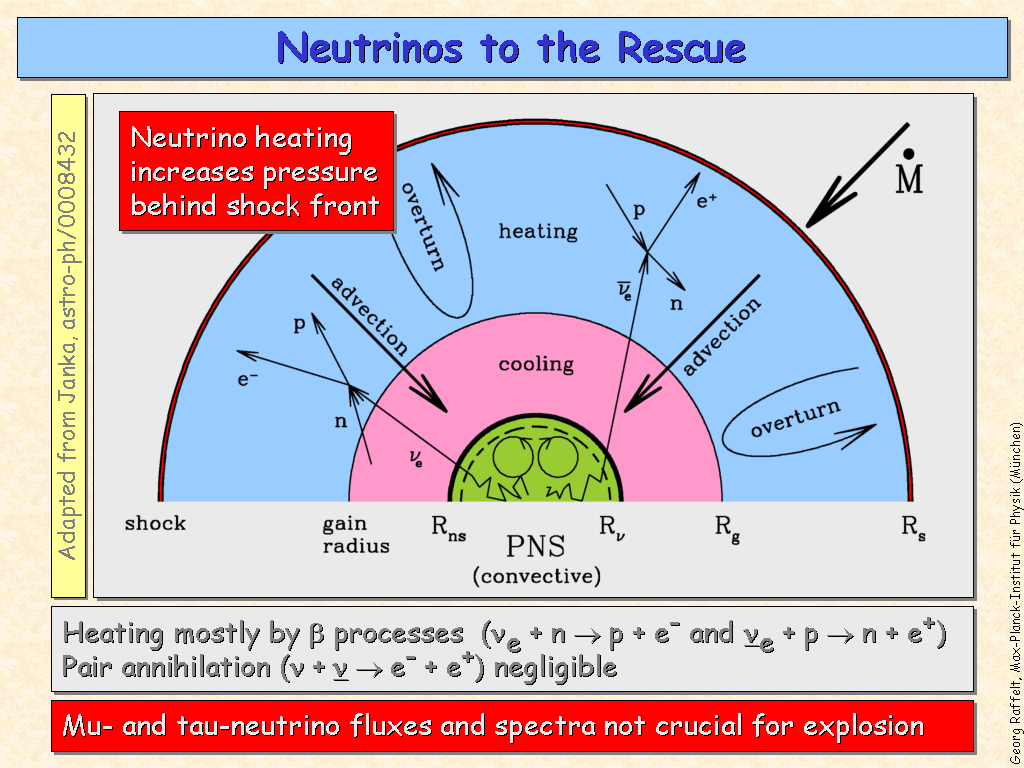 Neutrinos to the Rescue
Adapted from Janka, astro-ph/0008432
Neutrino heating
increases pressure
behind shock front
Ṁ
overturn
heating
p
e⁺
ν̅ₑ
n
advection
advection
p
e⁻
n
cooling
νₑ
overturn
shock
gain
radius
Rₙₛ
PNS
(convective)
Rᵥ
R_g
Rₛ
Heating mostly by β processes (νₑ + n → p + e⁻ and ν̲ₑ + p → n + e⁺)
Pair annihilation (ν + ν̲ → e⁻ + e⁺) negligible
Mu- and tau-neutrino fluxes and spectra not crucial for explosion
Georg Raffelt, Max-Planck-Institut für Physik (München)